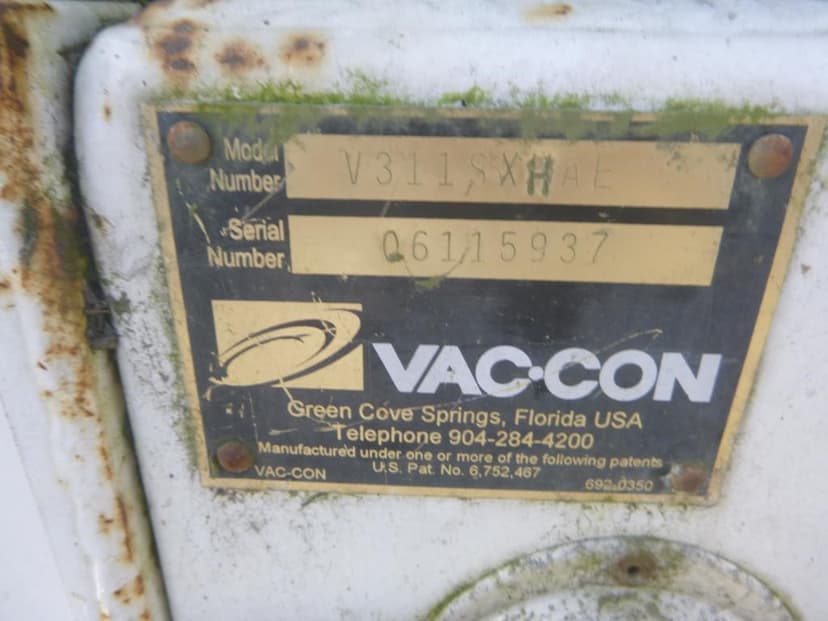 Model
Number V311SXHAE
Serial
Number 06115937
VAC·CON
Green Cove Springs, Florida USA
Telephone 904-284-4200
Manufactured under one or more of the following patents
VAC-CON U.S. Pat. No. 6,752,467
692.0350